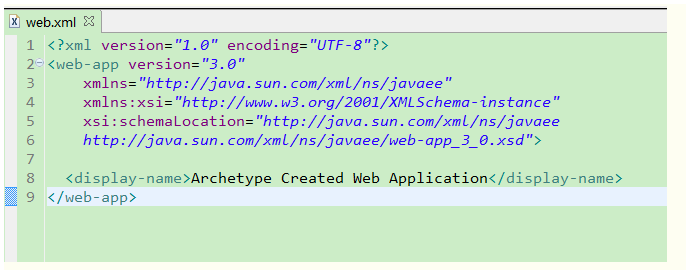 web.xml
1 <?xml version="1.0" encoding="UTF-8"?>
2 <web-app version="3.0"
3 xmlns="http://java.sun.com/xml/ns/javaee"
4 xmlns:xsi="http://www.w3.org/2001/XMLSchema-instance"
5 xsi:schemaLocation="http://java.sun.com/xml/ns/javaee
6 http://java.sun.com/xml/ns/javaee/web-app_3_0.xsd">
7
8 <display-name>Archetype Created Web Application</display-name>
9 </web-app>